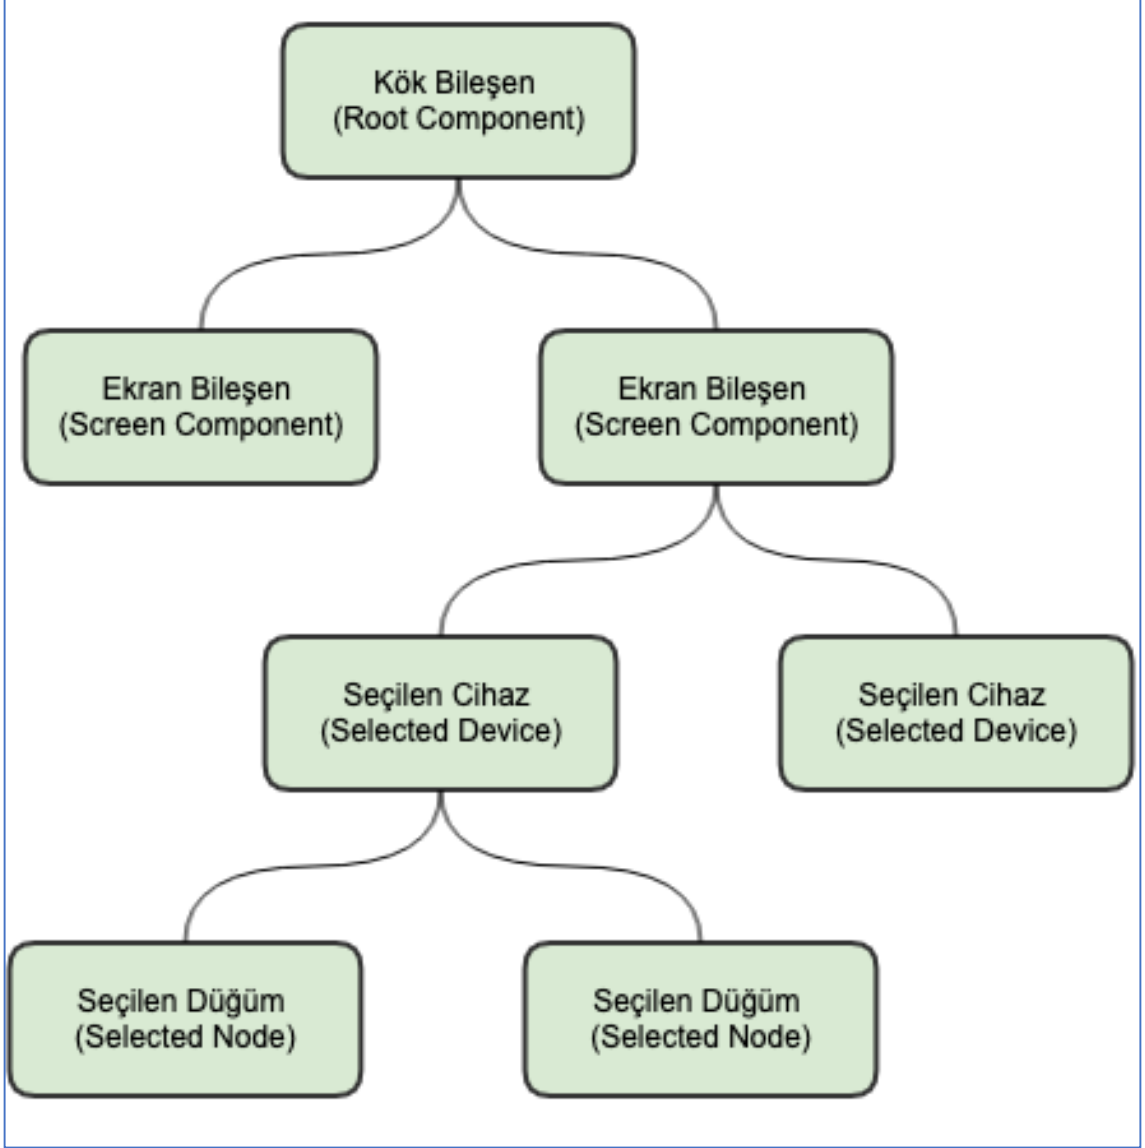 Kök Bileşen
(Root Component)
Ekran Bileşen
(Screen Component)
Ekran Bileşen
(Screen Component)
Seçilen Cihaz
(Selected Device)
Seçilen Cihaz
(Selected Device)
Seçilen Düğüm
(Selected Node)
Seçilen Düğüm
(Selected Node)